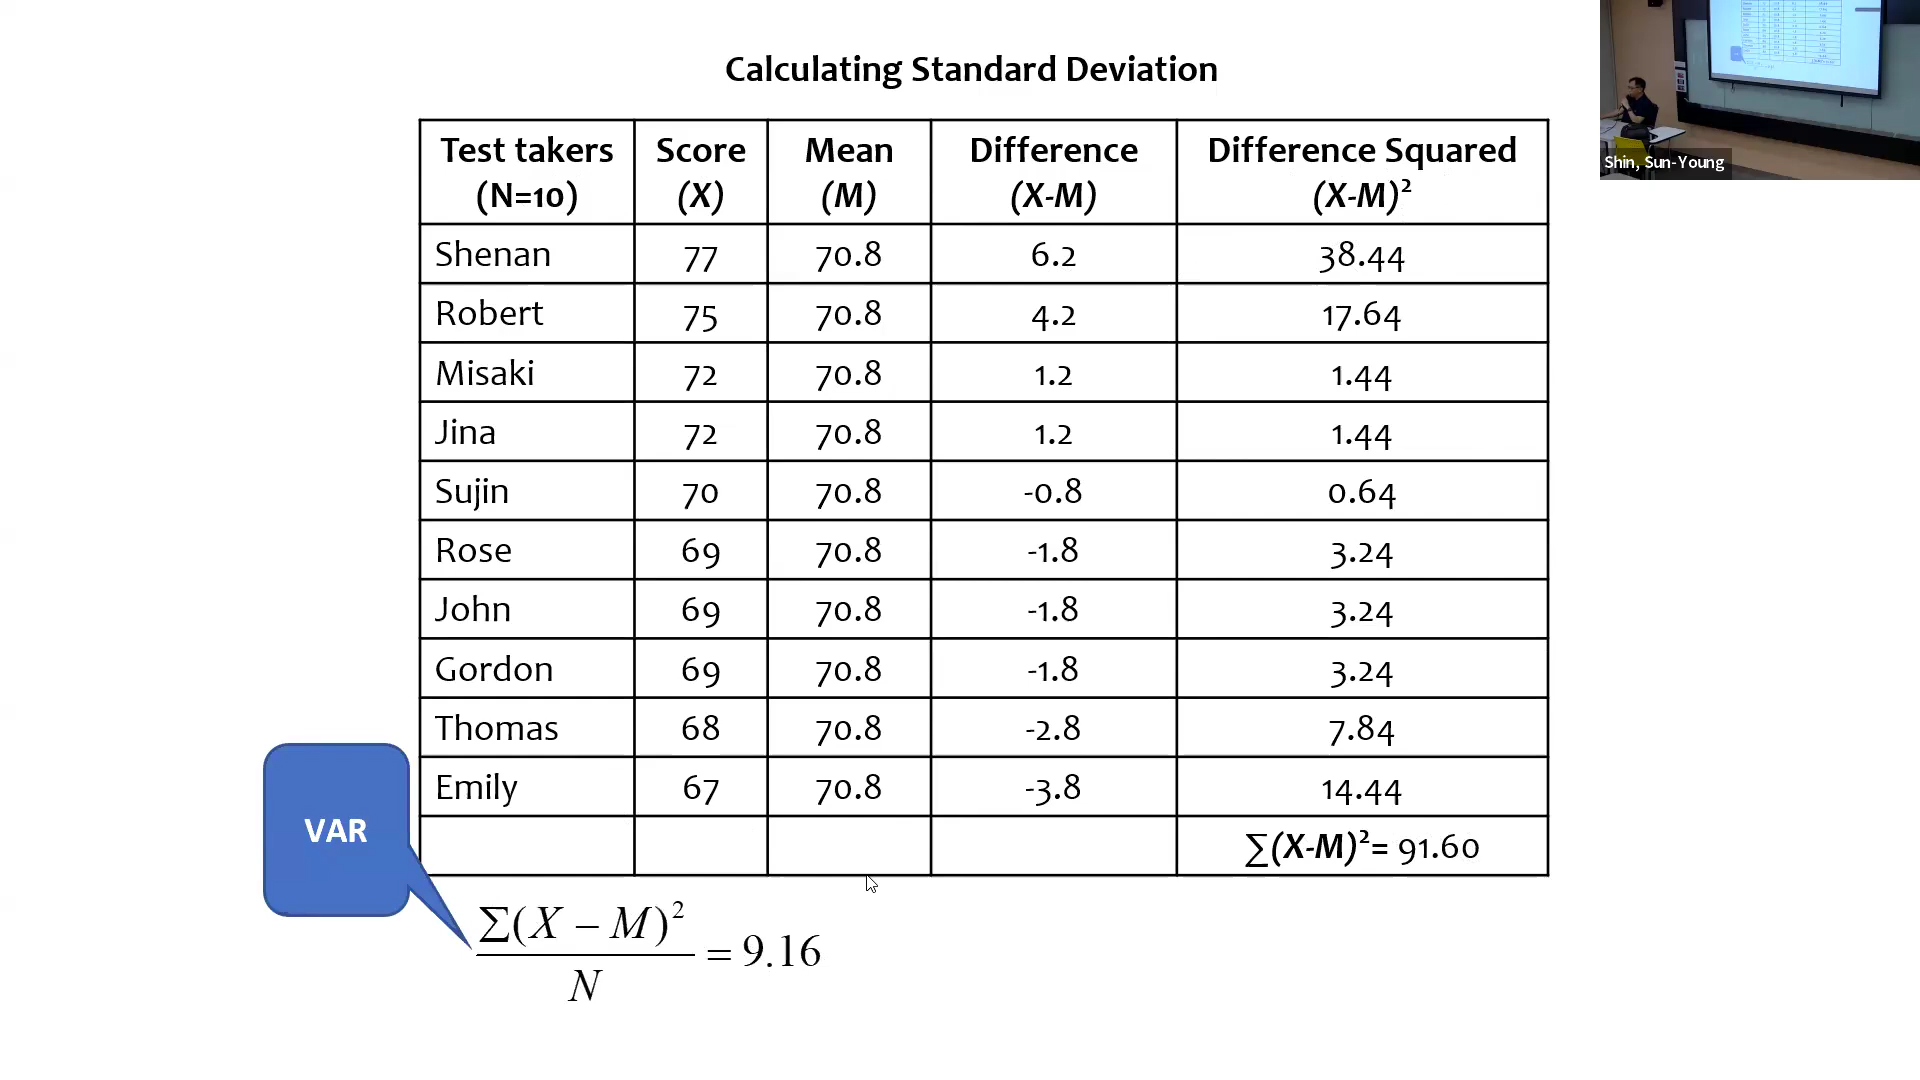 Calculating Standard Deviation
Test takers (N=10) Score (X) Mean (M) Difference (X-M) Difference Squared (X-M)²
Shenan 77 70.8 6.2 38.44
Robert 75 70.8 4.2 17.64
Misaki 72 70.8 1.2 1.44
Jina 72 70.8 1.2 1.44
Sujin 70 70.8 -0.8 0.64
Rose 69 70.8 -1.8 3.24
John 69 70.8 -1.8 3.24
Gordon 69 70.8 -1.8 3.24
Thomas 68 70.8 -2.8 7.84
Emily 67 70.8 -3.8 14.44
∑(X-M)²= 91.60
VAR
Σ(X – M)²
N
= 9.16
Shin, Sun-Young